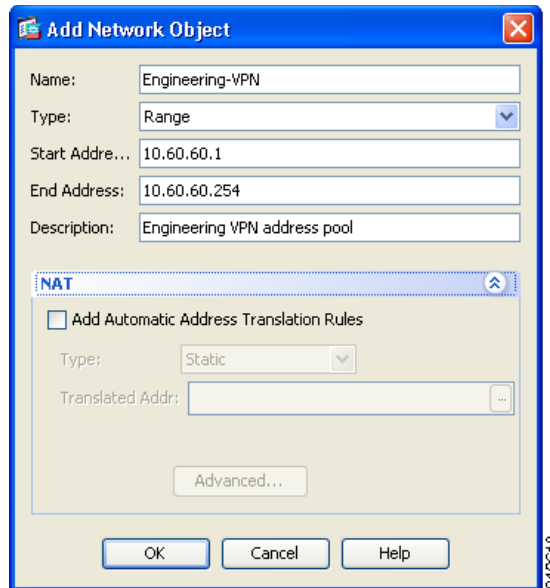 Add Network Object
Name: Engineering-VPN
Type: Range
Start Addre... 10.60.60.1
End Address: 10.60.60.254
Description: Engineering VPN address pool
NAT
Add Automatic Address Translation Rules
Type: Static
Translated Addr: ...
Advanced...
OK Cancel Help